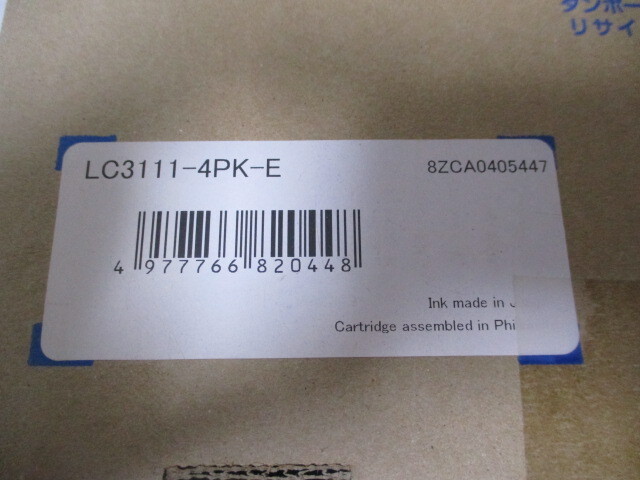 ダンボー
リサイ
LC3111-4PK-E
8ZCA0405447
4 977766 820448
Ink made in
Cartridge assembled in Phi